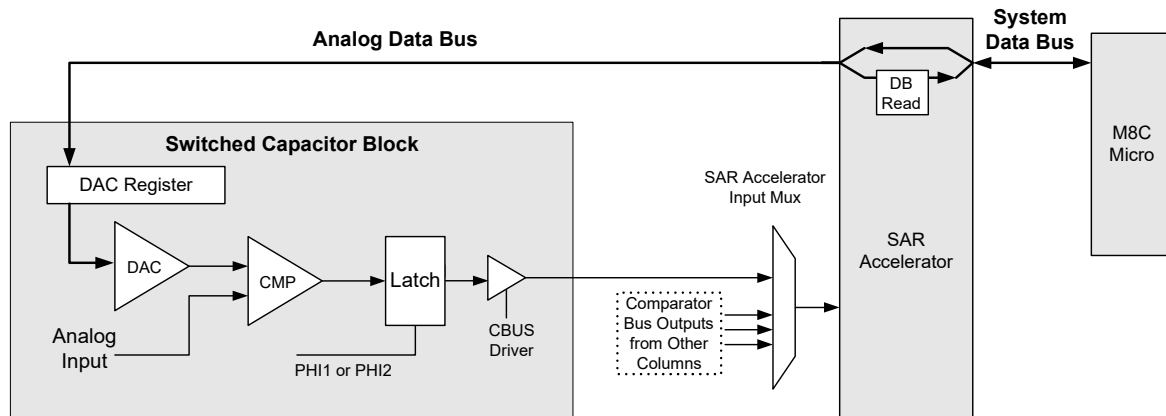 System
Data Bus
Analog Data Bus
DB
Read
M8C
Micro
Switched Capacitor Block
DAC Register
SAR Accelerator
Input Mux
SAR
Accelerator
DAC
CMP
Latch
CBUS
Driver
Analog
Input
PHI1 or PHI2
Comparator
Bus Outputs
from Other
Columns